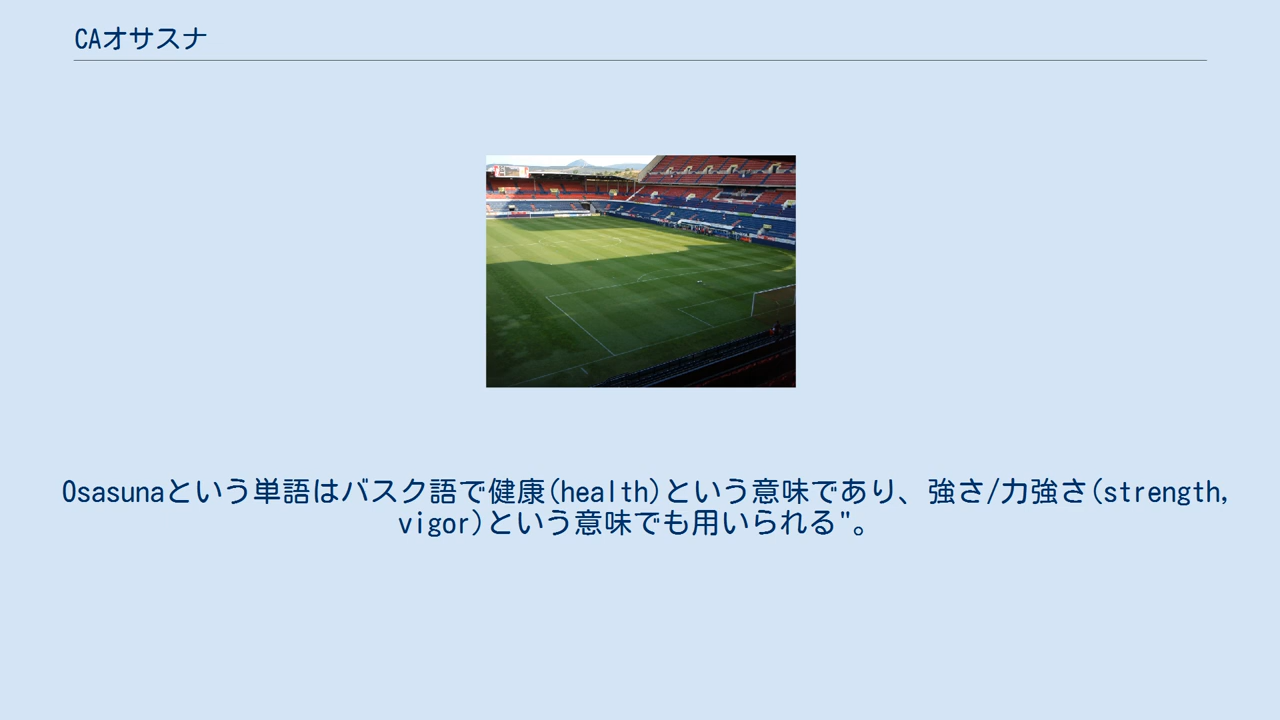 CAオサスナ
Osasunaという単語はバスク語で健康(health)という意味であり、強さ/力強さ(strength,
vigor)という意味でも用いられる"。